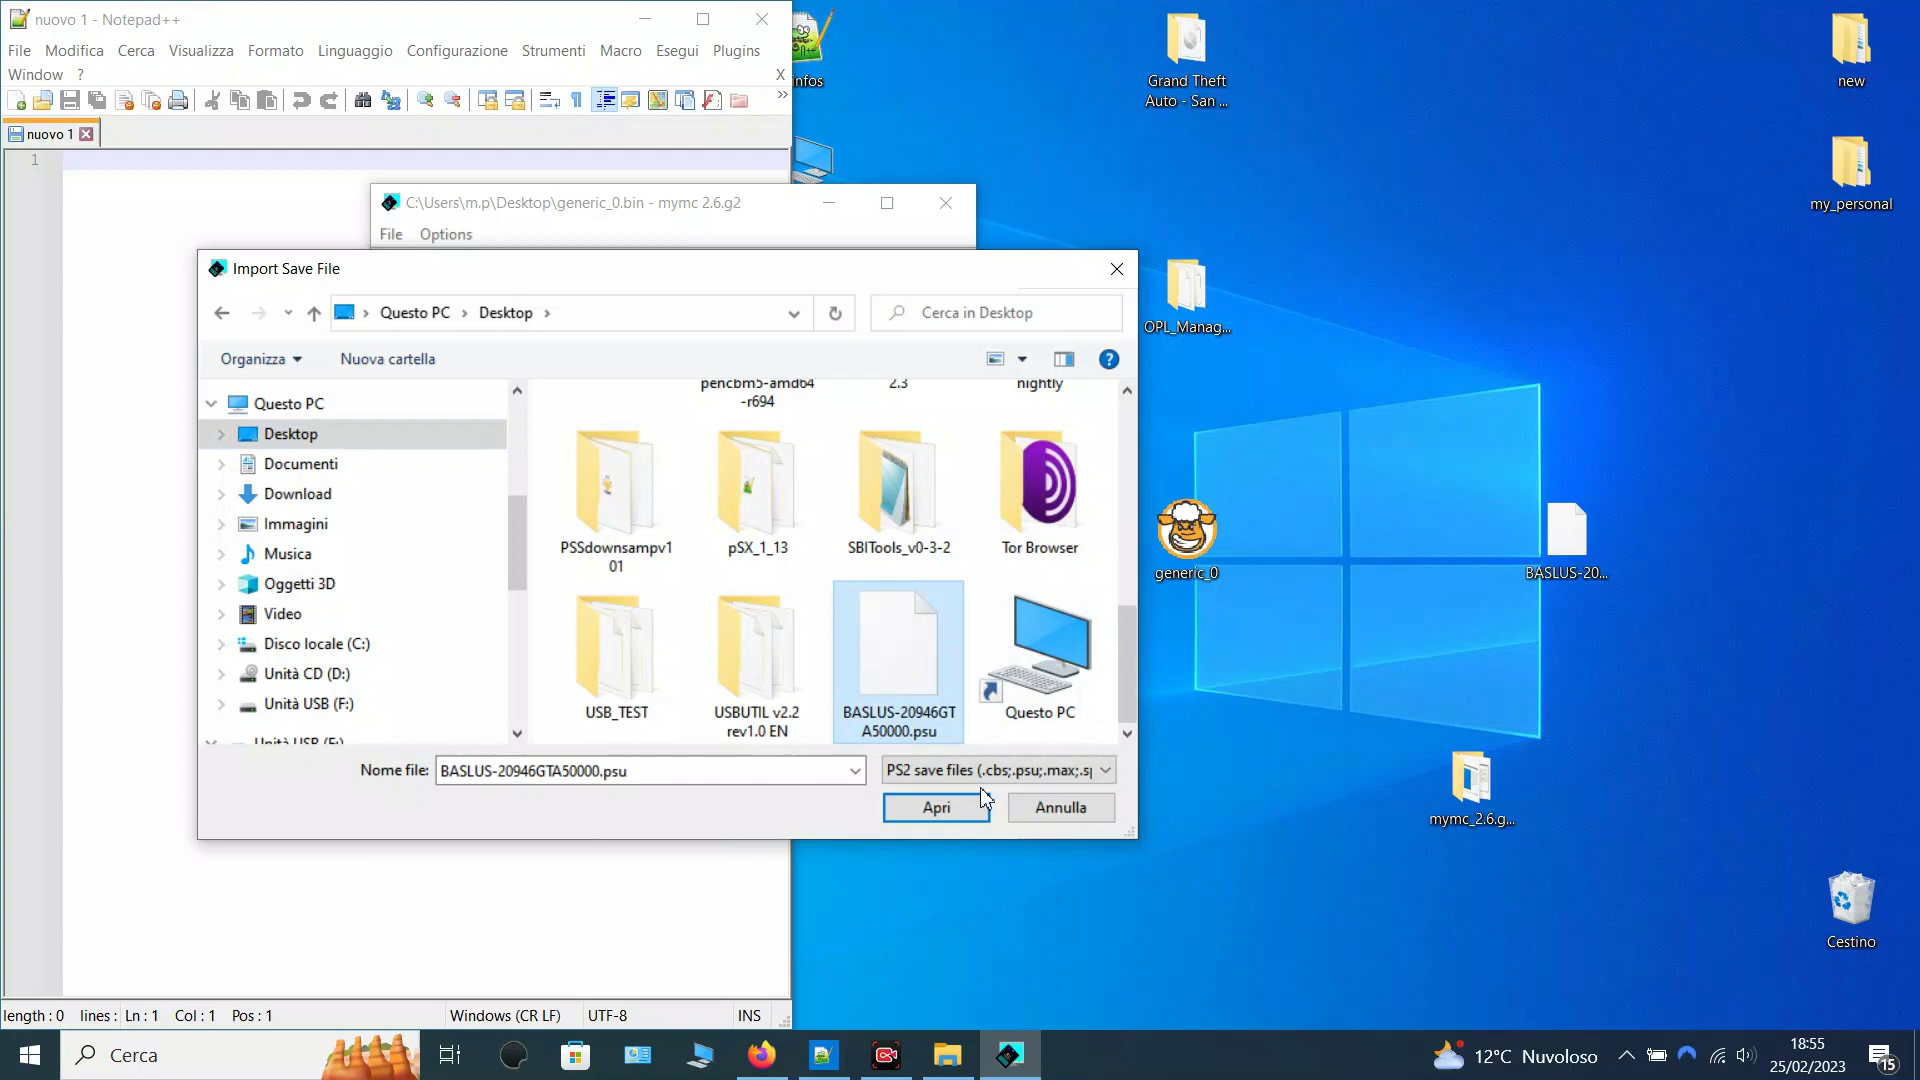 nuovo 1 - Notepad++
File Modifica Cerca Visualizza Formato Linguaggio Configurazione Strumenti Macro Esegui Plugins
Window ? X
nuovo 1
1
C:\Users\m.p\Desktop\generic_0.bin - mymc 2.6.g2
File Options
Import Save File
Questo PC > Desktop >
Cerca in Desktop
Organizza
Nuova cartella
Questo PC
Desktop
Documenti
Download
Immagini
Musica
Oggetti 3D
Video
Disco locale (C:)
Unità CD (D:)
Unità USB (F:)
Unità USB (F:)
pencbm5-amd64
-r694
2.3
nightly
PSSdownsampv1
01
pSX_1_13
SBITools_v0-3-2
Tor Browser
USB_TEST
USBUTIL v2.2
rev1.0 EN
BASLUS-20946GT
A50000.psu
Questo PC
Nome file:
BASLUS-20946GTA50000.psu
PS2 save files (.cbs;.psu;.max;.s
Apri
Annulla
length : 0 lines : Ln : 1 Col : 1 Pos : 1 Windows (CR LF) UTF-8 INS
infos
Grand Theft
Auto - San ...
new
my_personal
OPL_Manag...
generic_0
BASLUS-20...
mymc_2.6.g...
Cestino
Cerca
12°C Nuvoloso
18:55
25/02/2023
15